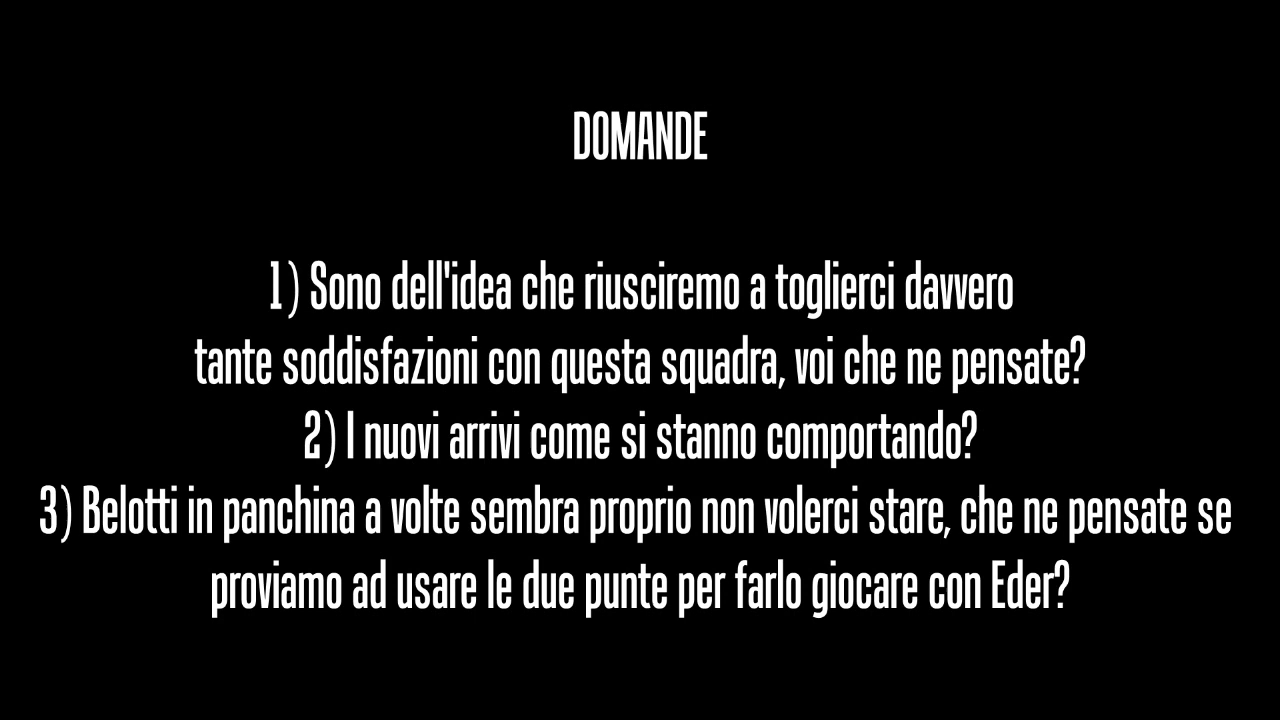 DOMANDE
1) Sono dell'idea che riusciremo a toglierci davvero
tante soddisfazioni con questa squadra, voi che ne pensate?
2) I nuovi arrivi come si stanno comportando?
3) Belotti in panchina a volte sembra proprio non volerci stare, che ne pensate se
proviamo ad usare le due punte per farlo giocare con Eder?